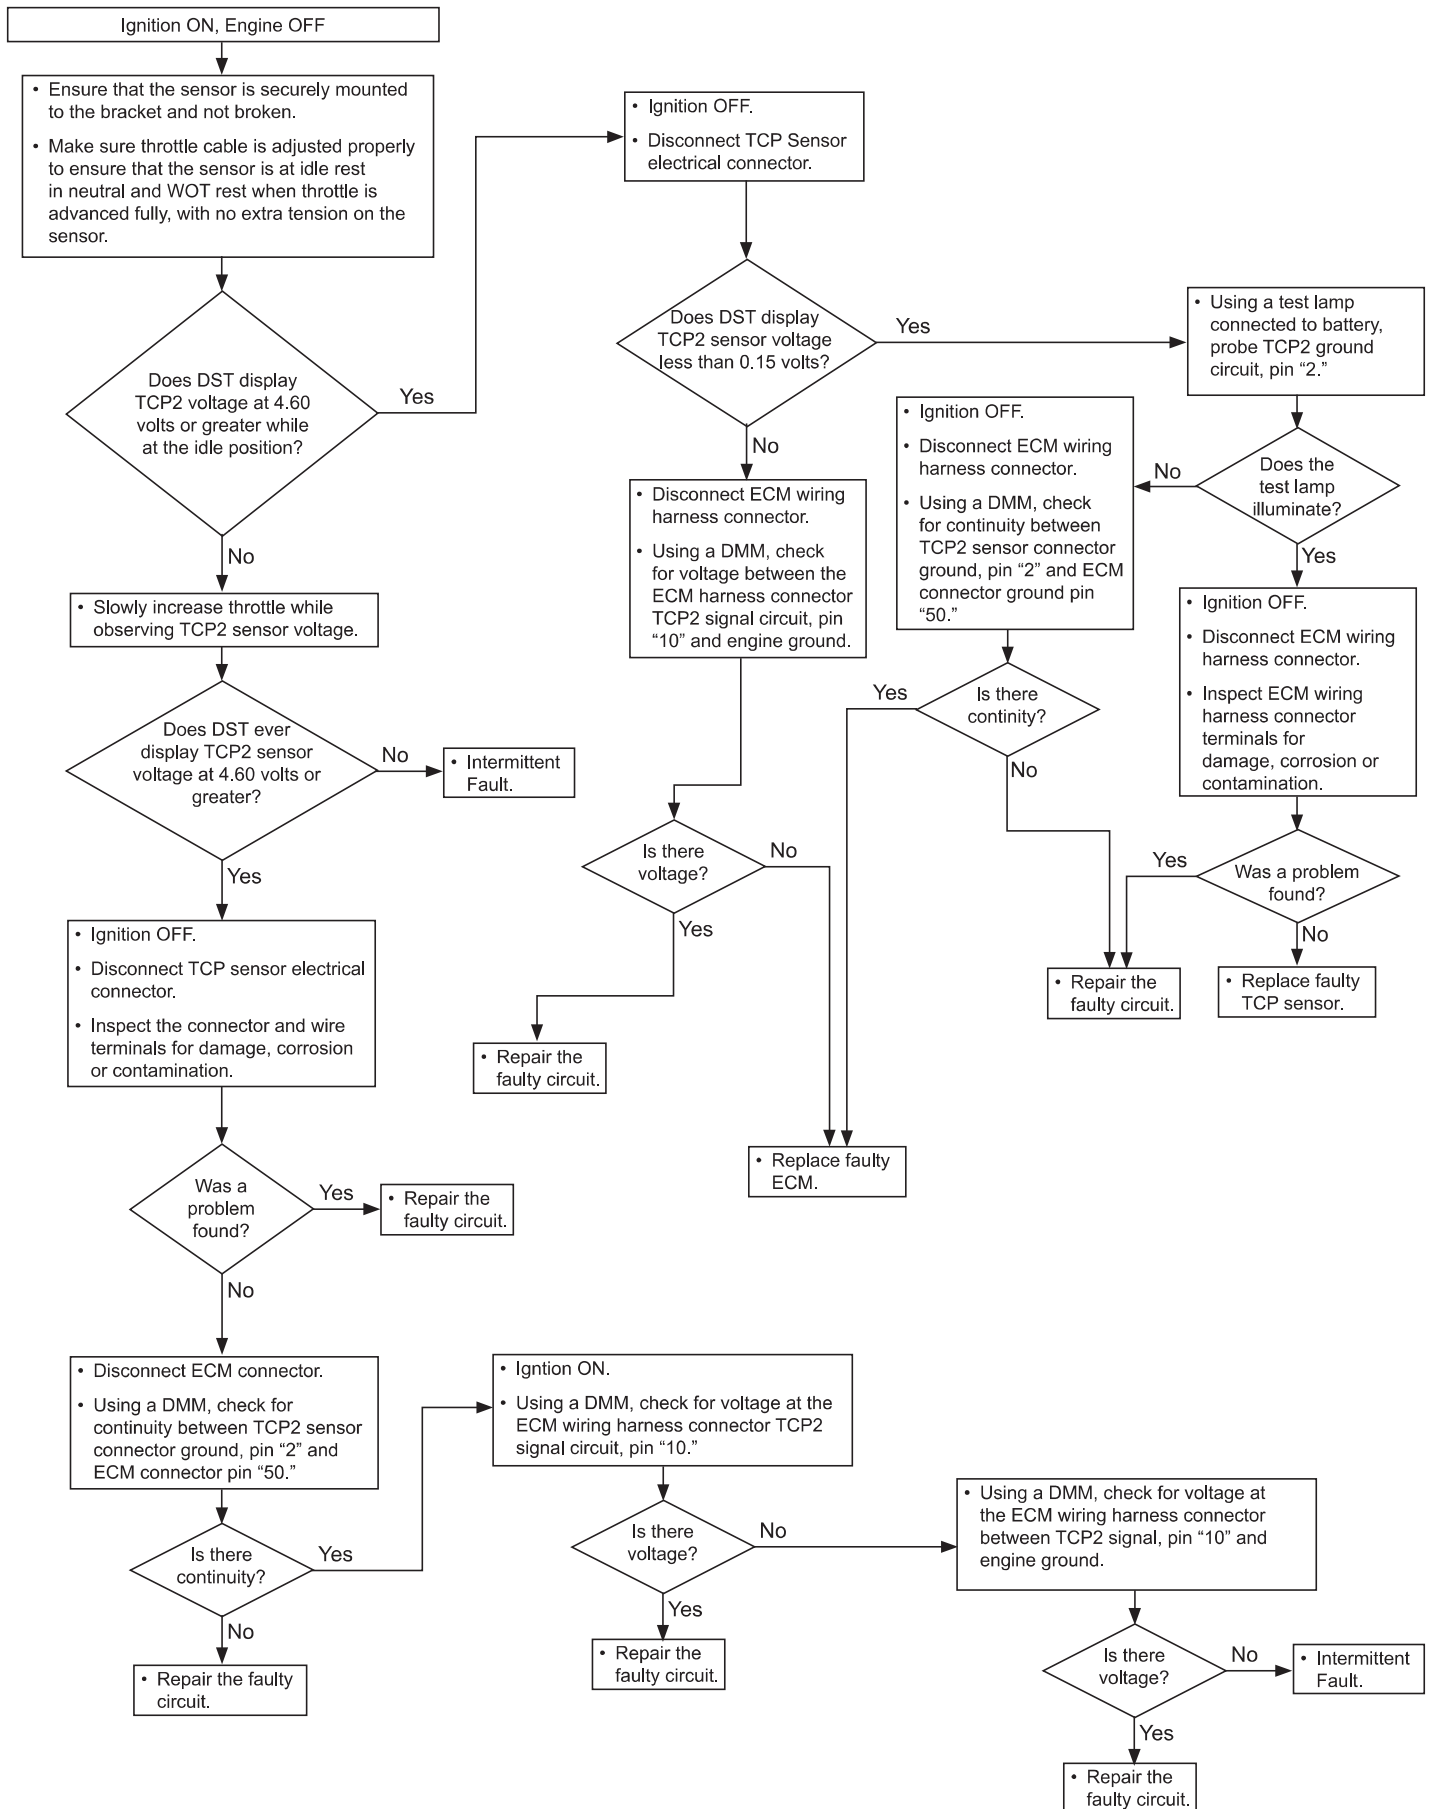 Ignition ON, Engine OFF
• Ensure that the sensor is securely mounted
to the bracket and not broken.
• Make sure throttle cable is adjusted properly
to ensure that the sensor is at idle rest
in neutral and WOT rest when throttle is
advanced fully, with no extra tension on the
sensor.
Does DST display
TCP2 voltage at 4.60
volts or greater while
at the idle position?
Yes
No
• Slowly increase throttle while
observing TCP2 sensor voltage.
Does DST ever
display TCP2 sensor
voltage at 4.60 volts or
greater?
No
• Intermittent
Fault.
Yes
• Ignition OFF.
• Disconnect TCP sensor electrical
connector.
• Inspect the connector and wire
terminals for damage, corrosion
or contamination.
Was a
problem
found?
Yes
• Repair the
faulty circuit.
No
• Disconnect ECM connector.
• Using a DMM, check for
continuity between TCP2 sensor
connector ground, pin “2” and
ECM connector pin “50.”
Is there
continuity?
Yes
No
• Repair the faulty
circuit.
• Igntion ON.
• Using a DMM, check for voltage at the
ECM wiring harness connector TCP2
signal circuit, pin “10.”
Is there
voltage?
No
Yes
• Repair the
faulty circuit.
• Using a DMM, check for voltage at
the ECM wiring harness connector
between TCP2 signal, pin “10” and
engine ground.
Is there
voltage?
No
• Intermittent
Fault.
Yes
• Repair the
faulty circuit.
• Ignition OFF.
• Disconnect TCP Sensor
electrical connector.
Does DST display
TCP2 sensor voltage
less than 0.15 volts?
Yes
No
• Disconnect ECM wiring
harness connector.
• Using a DMM, check
for voltage between the
ECM harness connector
TCP2 signal circuit, pin
“10” and engine ground.
Is there
voltage?
No
Yes
• Repair the
faulty circuit.
• Replace faulty
ECM.
• Using a test lamp
connected to battery,
probe TCP2 ground
circuit, pin “2.”
Does the
test lamp
illuminate?
No
Yes
• Ignition OFF.
• Disconnect ECM wiring
harness connector.
• Using a DMM, check
for continuity between
TCP2 sensor connector
ground, pin “2” and ECM
connector ground pin
“50.”
Is there
continity?
Yes
No
• Ignition OFF.
• Disconnect ECM wiring
harness connector.
• Inspect ECM wiring
harness connector
terminals for
damage, corrosion or
contamination.
Was a problem
found?
Yes
No
• Repair the
faulty circuit.
• Replace faulty
TCP sensor.